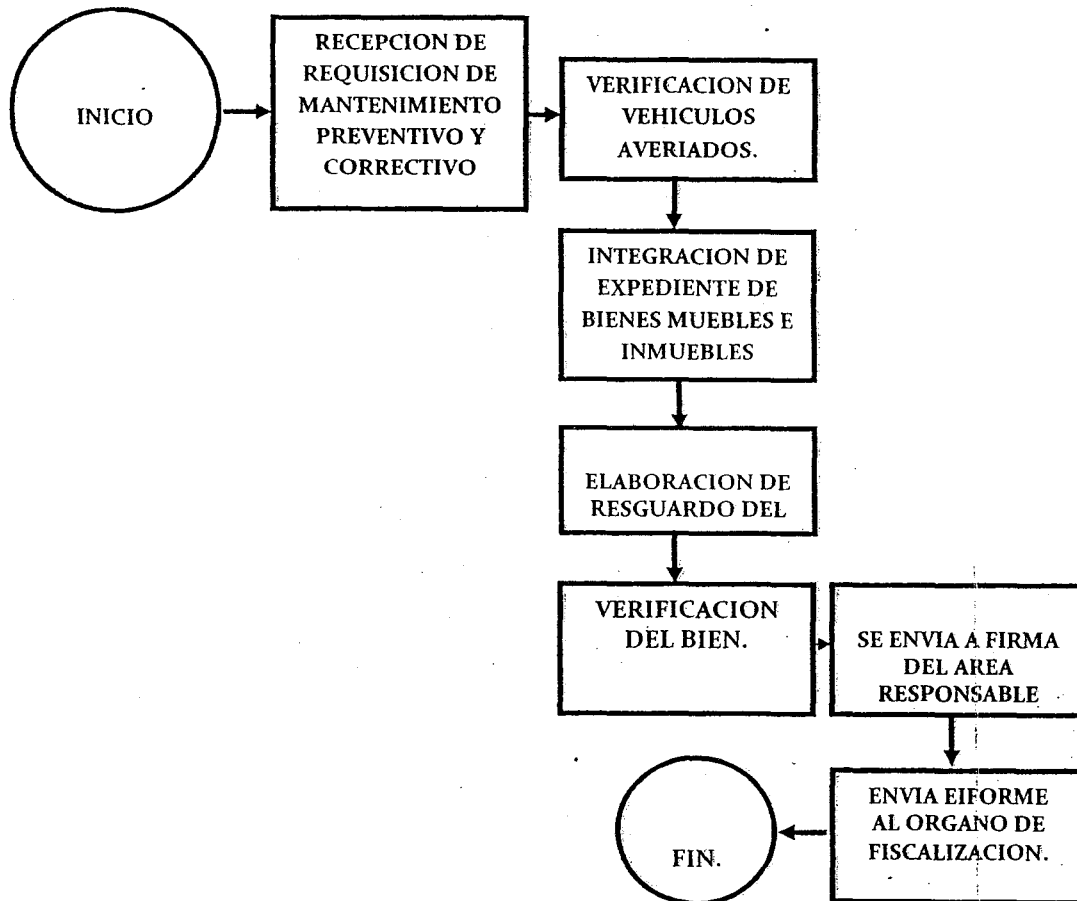 INICIO
RECEPCION DE
REQUISICION DE
MANTENIMIENTO
PREVENTIVO Y
CORRECTIVO
VERIFICACION DE
VEHICULOS
AVERIADOS.
INTEGRACION DE
EXPEDIENTE DE
BIENES MUEBLES E
INMUEBLES
ELABORACION DE
RESGUARDO DEL
VERIFICACION
DEL BIEN.
SE ENVIA A FIRMA
DEL AREA
RESPONSABLE
ENVIA EIFORME
AL ORGANO DE
FISCALIZACION.
FIN.